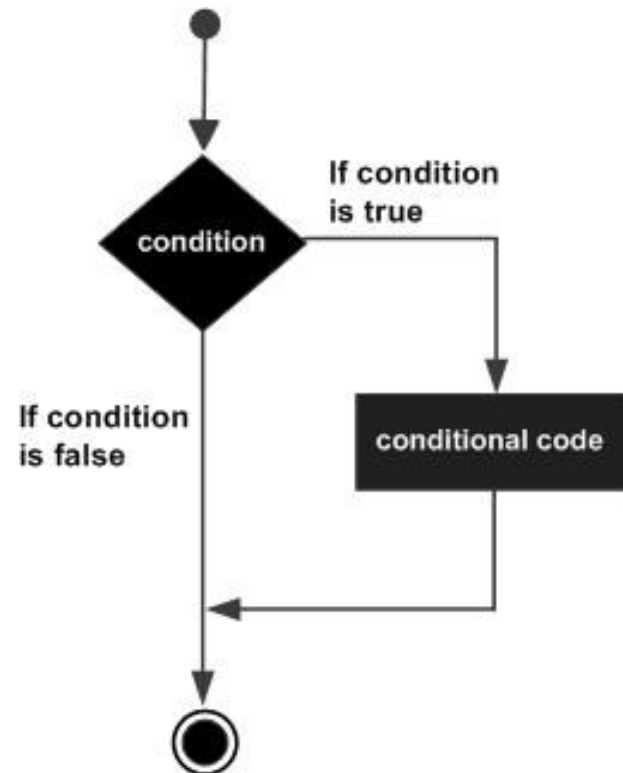 If condition
is true
condition
If condition
is false
conditional code